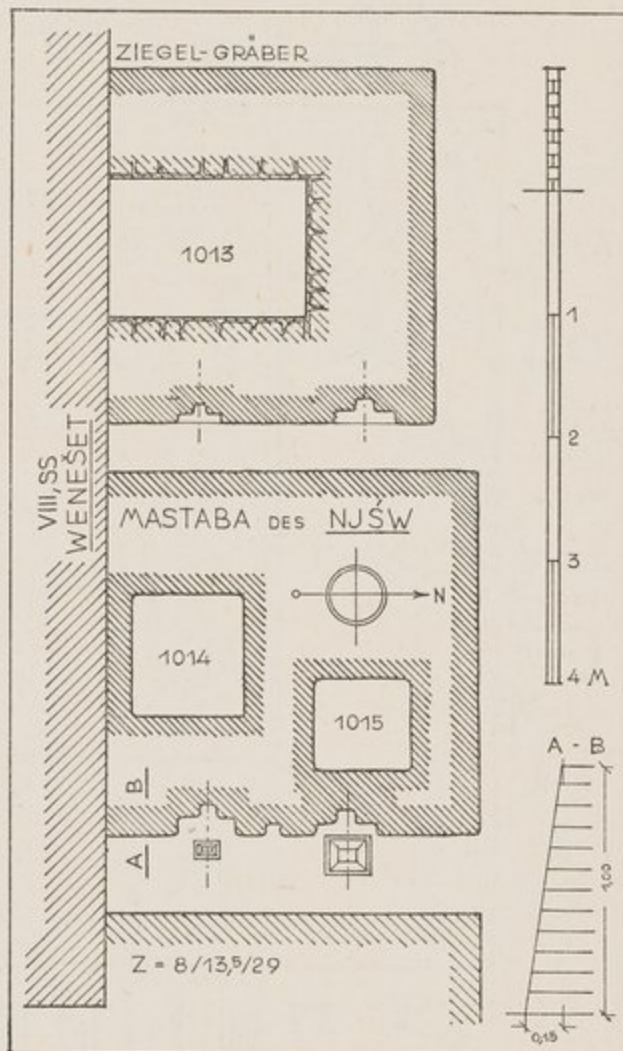 ZIEGEL-GRÄBER
1013
1
2
VIII, SS
WENEŠET
MASTABA DES NJŚW
N
3
1014
4 M
1015
A - B
B
A
1,00
Z = 8/13,⁵/29
0,15